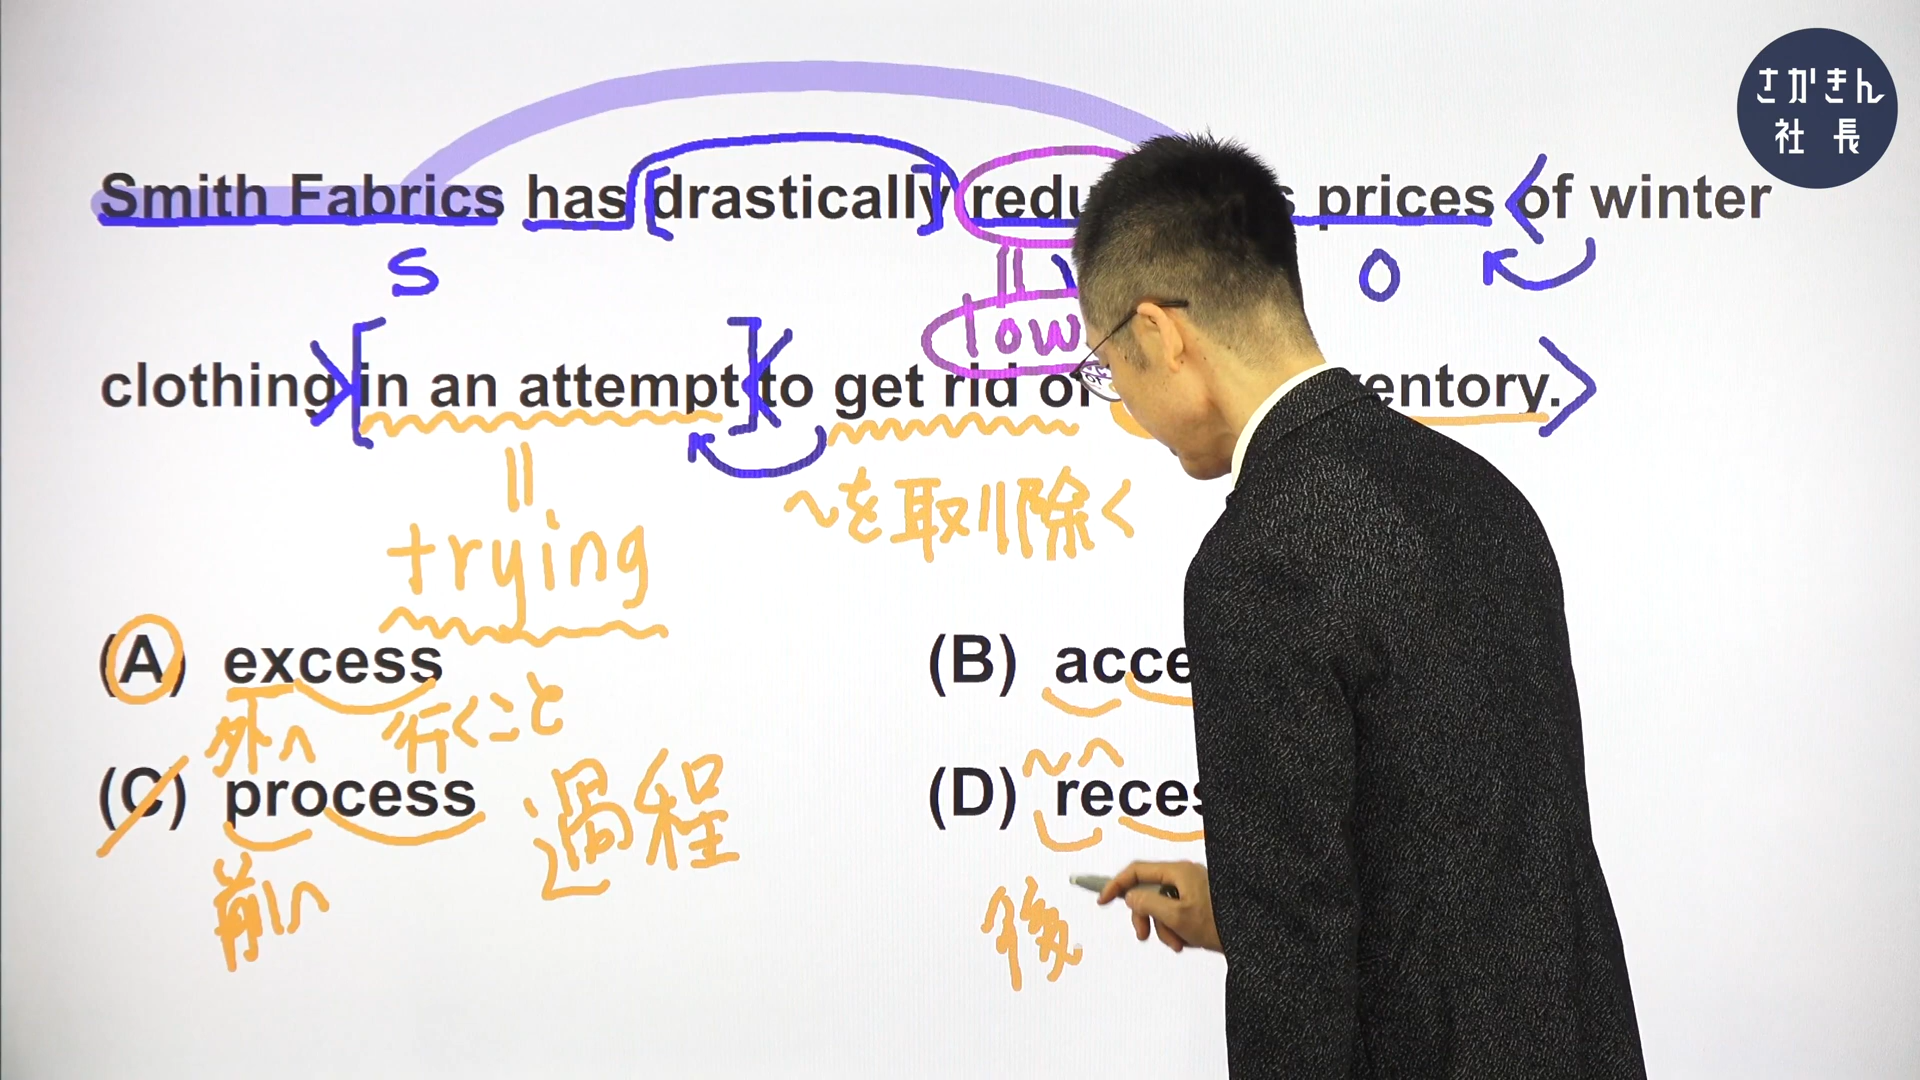 さかきん
社長
Smith Fabrics has drastically redu s prices of winter
S O
low
clothing in an attempt to get rid of ventory.
〜を取り除く
trying
(A) excess (B) acce
外へ 行くこと 〜へ
(C) process (D) reces
過程
前へ 後